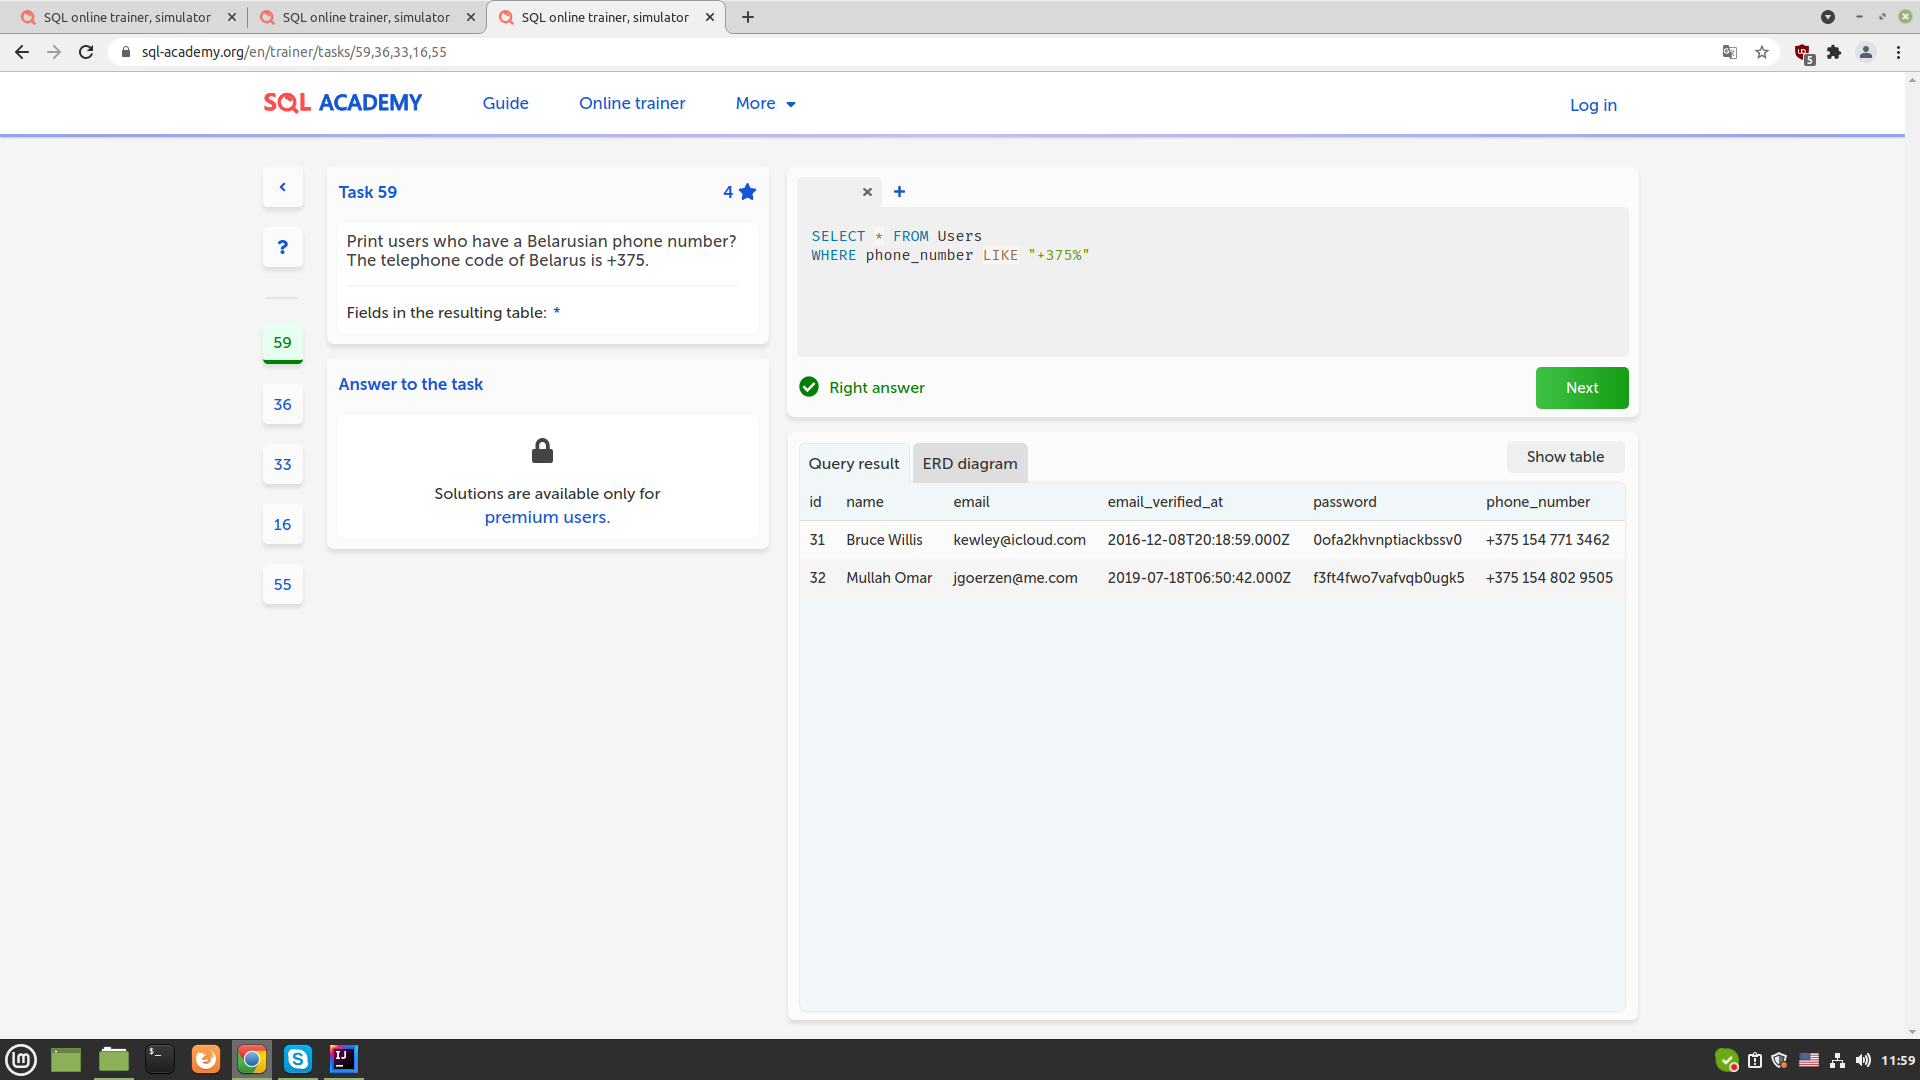 SQL online trainer, simulator
SQL online trainer, simulator
SQL online trainer, simulator
sql-academy.org/en/trainer/tasks/59,36,33,16,55
5
SQL ACADEMY
Guide
Online trainer
More
Log in
?
59
36
33
16
55
Task 59
4
Print users who have a Belarusian phone number?
The telephone code of Belarus is +375.
Fields in the resulting table: *
Answer to the task
Solutions are available only for
premium users.
SELECT * FROM Users
WHERE phone_number LIKE "+375%"
Right answer
Next
Query result
ERD diagram
Show table
id name email email_verified_at password phone_number
31 Bruce Willis kewley@icloud.com 2016-12-08T20:18:59.000Z 0ofa2khvnptiackbssv0 +375 154 771 3462
32 Mullah Omar jgoerzen@me.com 2019-07-18T06:50:42.000Z f3ft4fwo7vafvqb0ugk5 +375 154 802 9505
$_
IJ
11:59